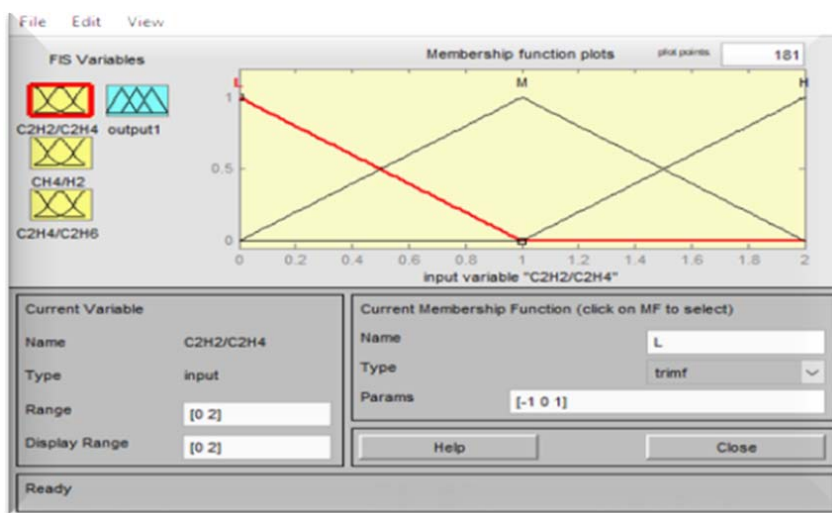 File Edit View
FIS Variables
Membership function plots plot points: 181
L M H
C2H2/C2H4 output1
CH4/H2
C2H4/C2H6
1
0.5
0
0 0.2 0.4 0.6 0.8 1 1.2 1.4 1.6 1.8 2
input variable "C2H2/C2H4"
Current Variable
Name C2H2/C2H4
Type input
Range [0 2]
Display Range [0 2]
Current Membership Function (click on MF to select)
Name L
Type trimf
Params [-1 0 1]
Help Close
Ready